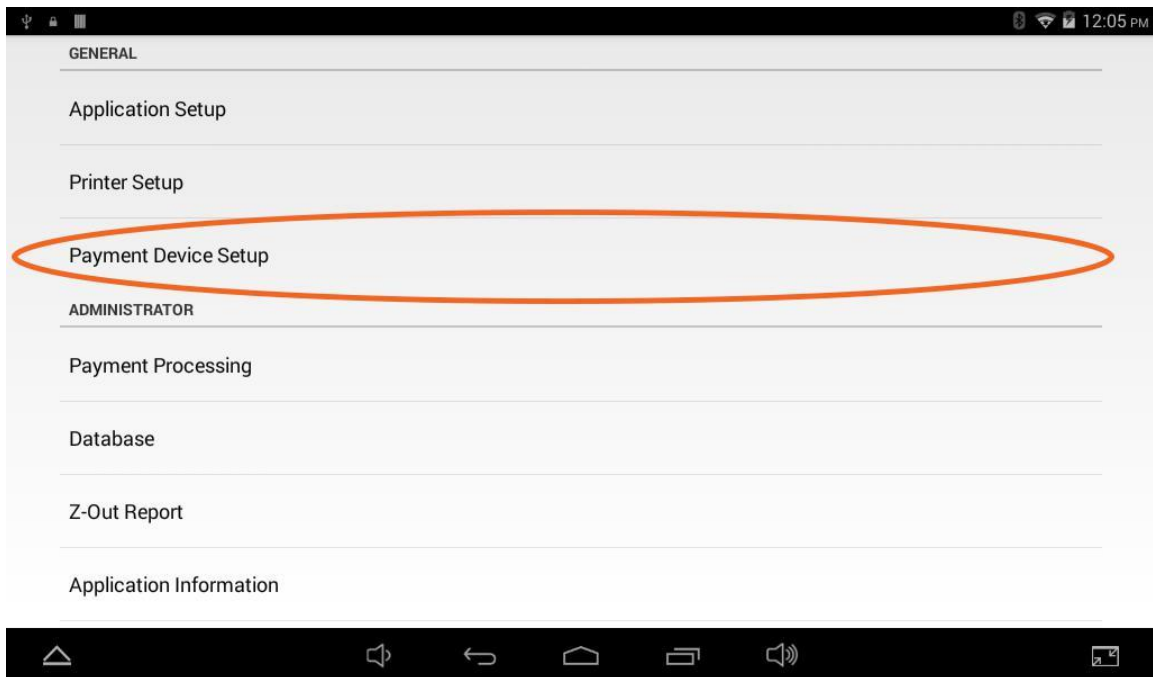 12:05 PM
GENERAL
Application Setup
Printer Setup
Payment Device Setup
ADMINISTRATOR
Payment Processing
Database
Z-Out Report
Application Information